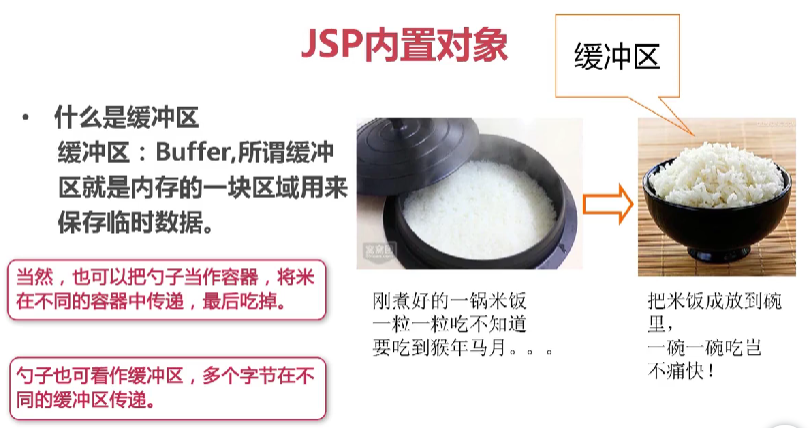 JSP内置对象
缓冲区
• 什么是缓冲区
缓冲区：Buffer,所谓缓冲
区就是内存的一块区域用来
保存临时数据。
当然，也可以把勺子当作容器，将米
在不同的容器中传递，最后吃掉。
勺子也可看作缓冲区，多个字节在不
同的缓冲区传递。
刚煮好的一锅米饭
一粒一粒吃不知道
要吃到猴年马月。。。
把米饭成放到碗
里，
一碗一碗吃岂
不痛快！